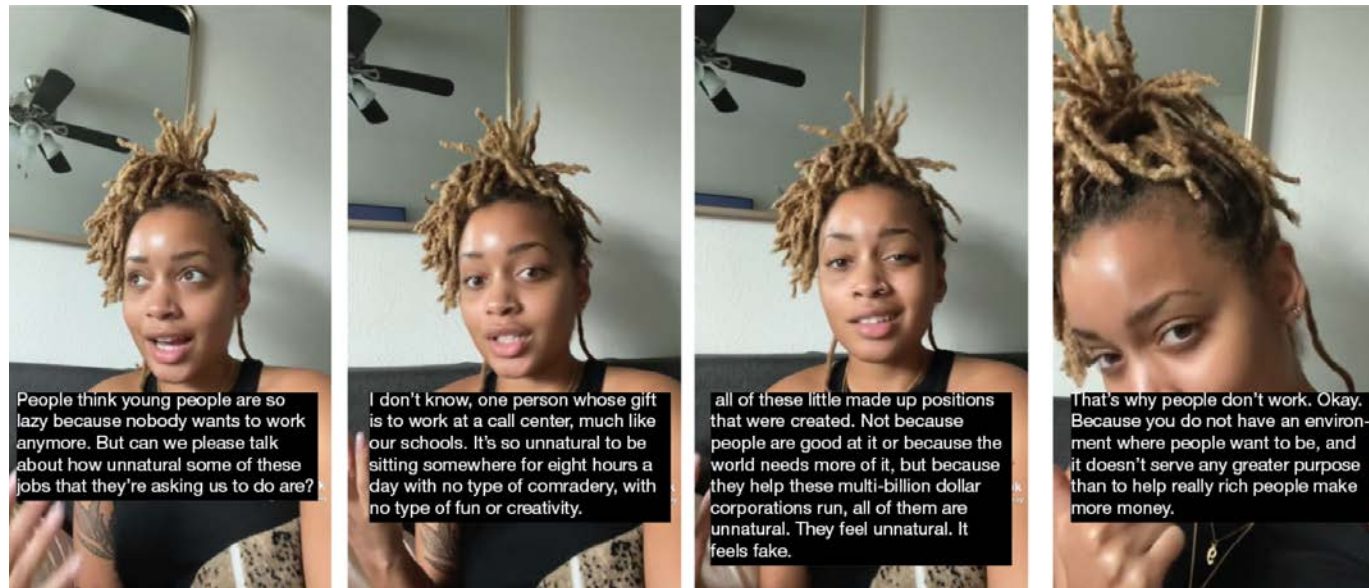 People think young people are so
lazy because nobody wants to work
anymore. But can we please talk
about how unnatural some of these
jobs that they're asking us to do are?
I don't know, one person whose gift
is to work at a call center, much like
our schools. It's so unnatural to be
sitting somewhere for eight hours a
day with no type of comradery, with
no type of fun or creativity.
all of these little made up positions
that were created. Not because
people are good at it or because the
world needs more of it, but because
they help these multi-billion dollar
corporations run, all of them are
unnatural. They feel unnatural. It
feels fake.
That's why people don't work. Okay.
Because you do not have an environ-
ment where people want to be, and
it doesn't serve any greater purpose
than to help really rich people make
more money.